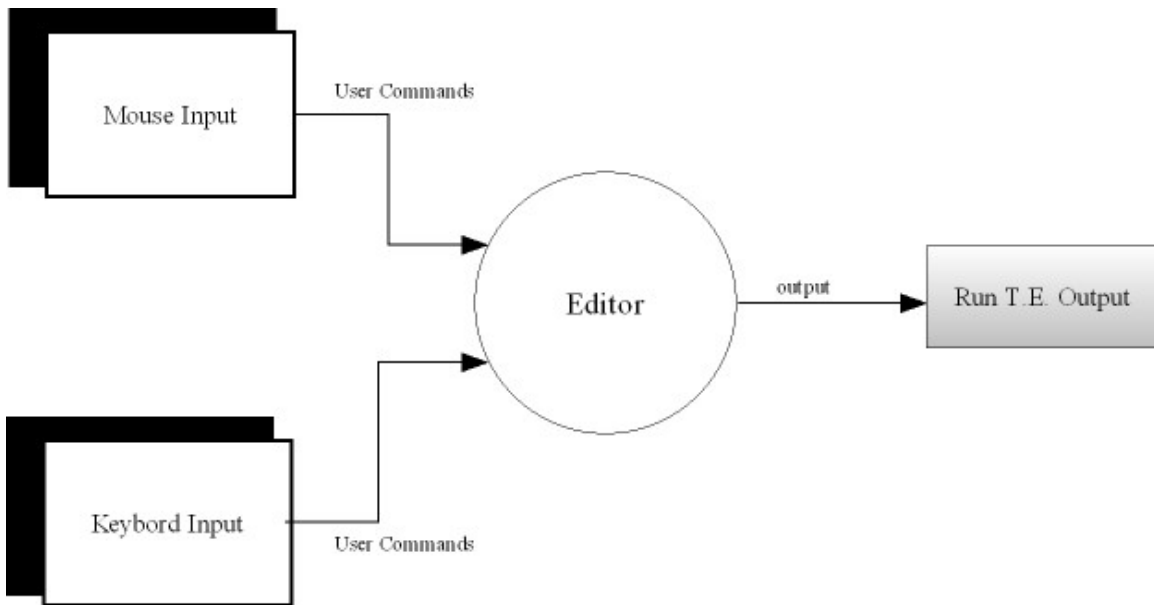 Mouse Input
User Commands
Editor
output
Run T.E. Output
Keybord Input
User Commands